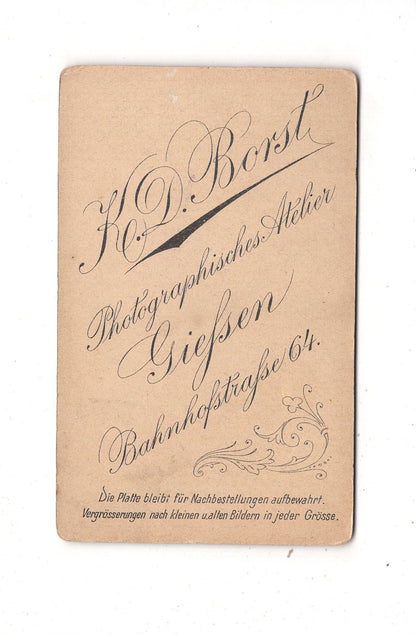 K. D. Borst
Photographisches Atelier
Gießen
Bahnhofstraße 64.
Die Platte bleibt für Nachbestellungen aufbewahrt.
Vergrösserungen nach kleinen u. alten Bildern in jeder Grösse.